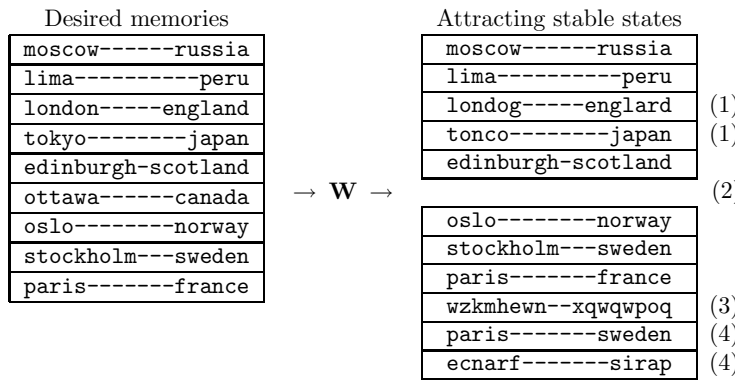 Desired memories
moscow------russia
lima----------peru
london-----england
tokyo--------japan
edinburgh-scotland
ottawa------canada
oslo--------norway
stockholm---sweden
paris-------france
→ W →
Attracting stable states
moscow------russia
lima----------peru
londog-----englard (1)
tonco--------japan (1)
edinburgh-scotland
(2)
oslo--------norway
stockholm---sweden
paris-------france
wzkmhewn--xqwqwpoq (3)
paris-------sweden (4)
ecnarf-------sirap (4)